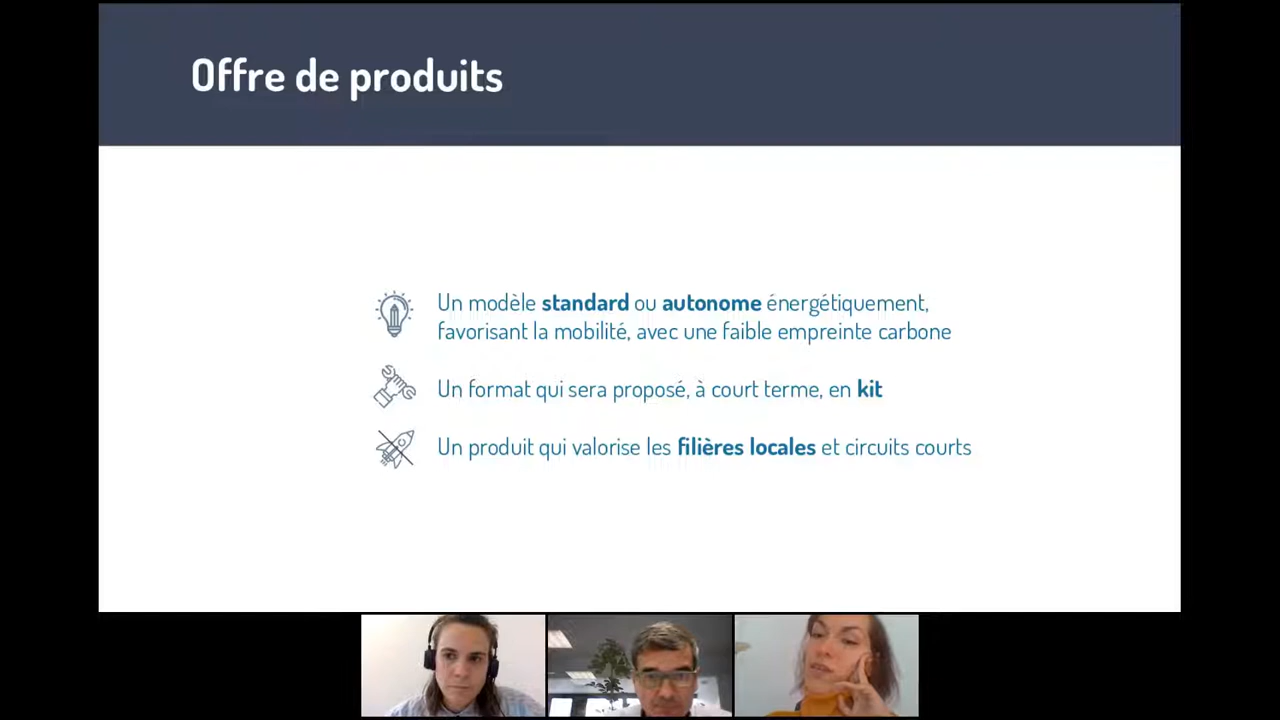 Offre de produits
Un modèle standard ou autonome énergétiquement,
favorisant la mobilité, avec une faible empreinte carbone
Un format qui sera proposé, à court terme, en kit
Un produit qui valorise les filières locales et circuits courts